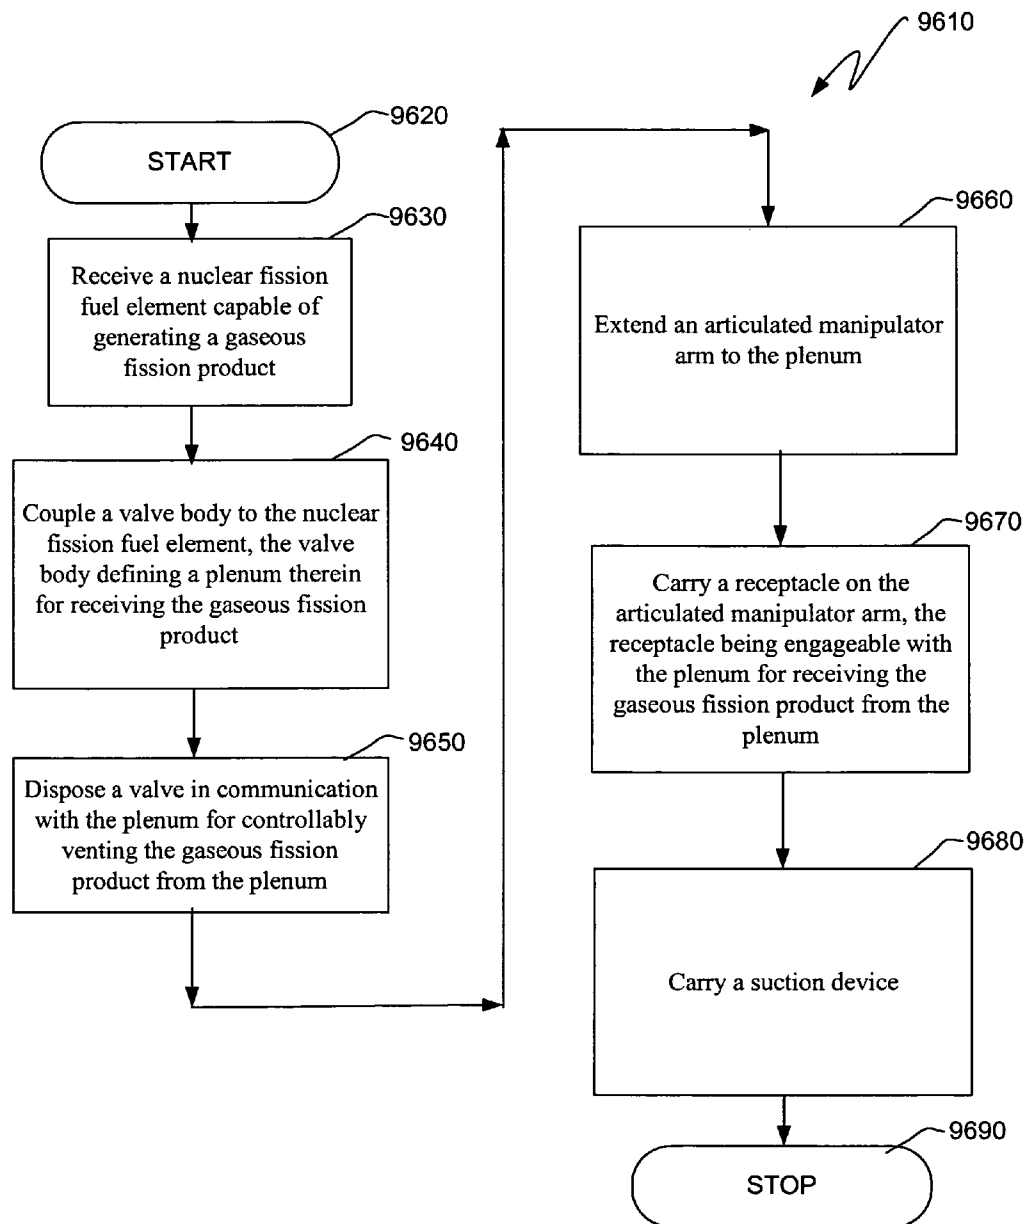 9610
9620
START
9630
Receive a nuclear fission
fuel element capable of
generating a gaseous
fission product
9640
Couple a valve body to the nuclear
fission fuel element, the valve
body defining a plenum therein
for receiving the gaseous fission
product
9650
Dispose a valve in communication
with the plenum for controllably
venting the gaseous fission
product from the plenum
9660
Extend an articulated manipulator
arm to the plenum
9670
Carry a receptacle on the
articulated manipulator arm, the
receptacle being engageable with
the plenum for receiving the
gaseous fission product from the
plenum
9680
Carry a suction device
9690
STOP